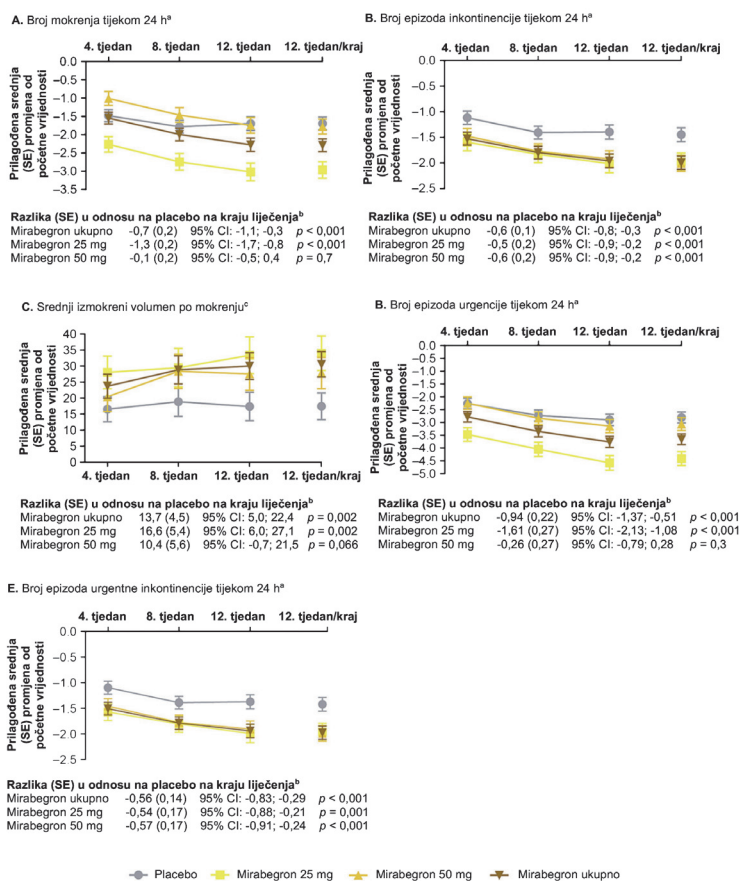 A. Broj mokrenja tijekom 24 hª
4. tjedan 8. tjedan 12. tjedan 12. tjedan/kraj
Prilagođena srednja
(SE) promjena od
početne vrijednosti
0.0
–0.5
–1.0
–1.5
–2.0
–2.5
–3.0
–3.5
Razlika (SE) u odnosu na placebo na kraju liječenjaᵇ
Mirabegron ukupno -0,7 (0,2) 95% CI: -1,1; -0,3 p < 0,001
Mirabegron 25 mg -1,3 (0,2) 95% CI: -1,7; -0,8 p < 0,001
Mirabegron 50 mg -0,1 (0,2) 95% CI: -0,5; 0,4 p = 0,7
B. Broj epizoda inkontinencije tijekom 24 hª
4. tjedan 8. tjedan 12. tjedan 12. tjedan/kraj
Prilagođena srednja
(SE) promjena od
početne vrijednosti
0.0
–0.5
–1.0
–1.5
–2.0
–2.5
Razlika (SE) u odnosu na placebo na kraju liječenjaᵇ
Mirabegron ukupno -0,6 (0,1) 95% CI: -0,8; -0,3 p < 0,001
Mirabegron 25 mg -0,5 (0,2) 95% CI: -0,9; -0,2 p < 0,001
Mirabegron 50 mg -0,6 (0,2) 95% CI: -0,9; -0,2 p < 0,001
C. Srednji izmokreni volumen po mokrenjuᶜ
Prilagođena srednja
(SE) promjena od
početne vrijednosti
40
35
30
25
20
15
10
5
0
4. tjedan 8. tjedan 12. tjedan 12. tjedan/kraj
Razlika (SE) u odnosu na placebo na kraju liječenjaᵇ
Mirabegron ukupno 13,7 (4,5) 95% CI: 5,0; 22,4 p = 0,002
Mirabegron 25 mg 16,6 (5,4) 95% CI: 6,0; 27,1 p = 0,002
Mirabegron 50 mg 10,4 (5,6) 95% CI: -0,7; 21,5 p = 0,066
B. Broj epizoda urgencije tijekom 24 hª
4. tjedan 8. tjedan 12. tjedan 12. tjedan/kraj
Prilagođena srednja
(SE) promjena od
početne vrijednosti
0.0
–0.5
–1.0
–1.5
–2.0
–2.5
–3.0
–3.5
–4.0
–4.5
–5.0
Razlika (SE) u odnosu na placebo na kraju liječenjaᵇ
Mirabegron ukupno -0,94 (0,22) 95% CI: -1,37; -0,51 p < 0,001
Mirabegron 25 mg -1,61 (0,27) 95% CI: -2,13; -1,08 p < 0,001
Mirabegron 50 mg -0,26 (0,27) 95% CI: -0,79; 0,28 p = 0,3
E. Broj epizoda urgentne inkontinencije tijekom 24 hª
4. tjedan 8. tjedan 12. tjedan 12. tjedan/kraj
Prilagođena srednja
(SE) promjena od
početne vrijednosti
0.0
–0.5
–1.0
–1.5
–2.0
–2.5
Razlika (SE) u odnosu na placebo na kraju liječenjaᵇ
Mirabegron ukupno -0,56 (0,14) 95% CI: -0,83; -0,29 p < 0,001
Mirabegron 25 mg -0,54 (0,17) 95% CI: -0,88; -0,21 p = 0,001
Mirabegron 50 mg -0,57 (0,17) 95% CI: -0,91; -0,24 p < 0,001
Placebo Mirabegron 25 mg Mirabegron 50 mg Mirabegron ukupno